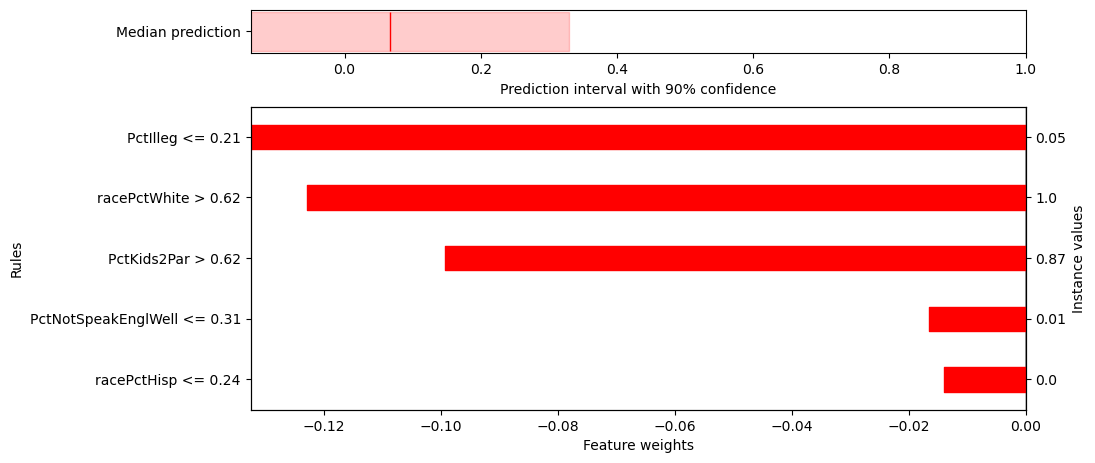 Median prediction
0.0 0.2 0.4 0.6 0.8 1.0
Prediction interval with 90% confidence
PctIlleg <= 0.21 0.05
racePctWhite > 0.62 1.0
PctKids2Par > 0.62 0.87
PctNotSpeakEnglWell <= 0.31 0.01
racePctHisp <= 0.24 0.0
Rules
Instance values
−0.12 −0.10 −0.08 −0.06 −0.04 −0.02 0.00
Feature weights